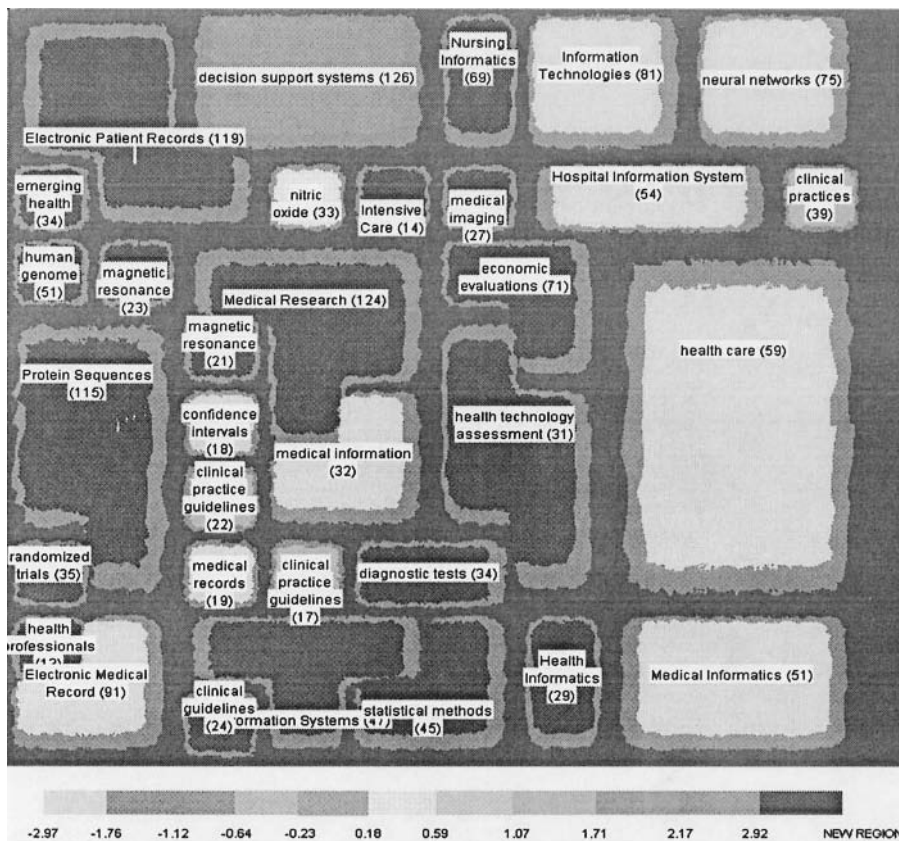 Nursing
Informatics
(69)
Information
Technologies (81)
decision support systems (126)
neural networks (75)
Electronic Patient Records (119)
emerging
health
(34)
nitric
oxide (33)
Intensive
Care (14)
medical
imaging
(27)
Hospital Information System
(54)
clinical
practices
(39)
human
genome
(51)
magnetic
resonance
(23)
Medical Research (124)
economic
evaluations (71)
magnetic
resonance
(21)
health care (59)
Protein Sequences
(115)
confidence
intervals
(18)
medical information
(32)
health technology
assessment (31)
clinical
practice
guidelines
(22)
randomized
trials (35)
medical
records
(19)
clinical
practice
guidelines
(17)
diagnostic tests (34)
health
professionals
Electronic Medical
Record (91)
clinical
guidelines
(24)
formation Systems (47)
statistical methods
(45)
Health
Informatics
(29)
Medical Informatics (51)
-2.97 -1.76 -1.12 -0.64 -0.23 0.18 0.59 1.07 1.71 2.17 2.92 NEW REGION